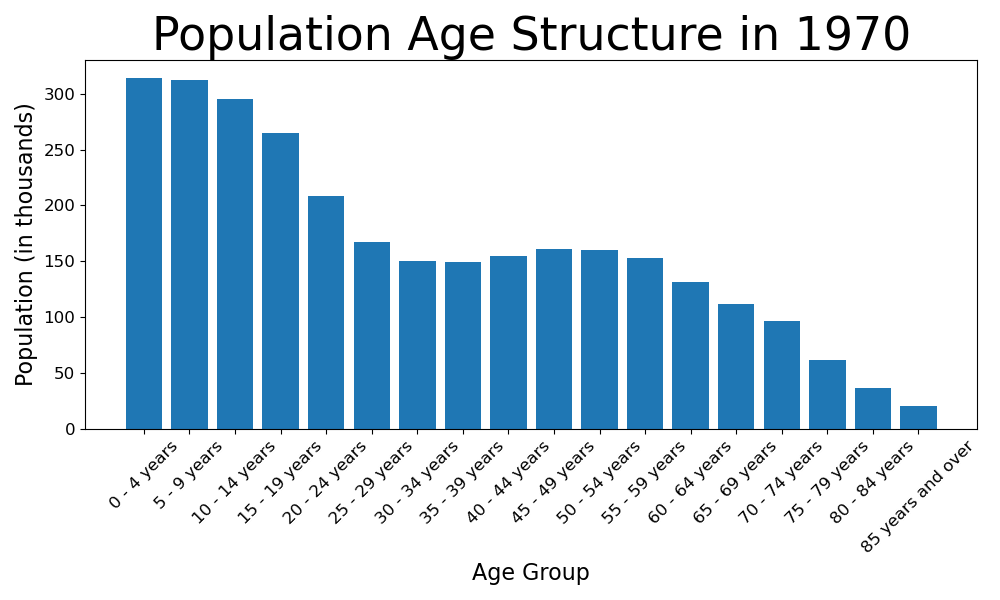 Population Age Structure in 1970
Population (in thousands)
300
250
200
150
100
50
0
0 - 4 years
5 - 9 years
10 - 14 years
15 - 19 years
20 - 24 years
25 - 29 years
30 - 34 years
35 - 39 years
40 - 44 years
45 - 49 years
50 - 54 years
55 - 59 years
60 - 64 years
65 - 69 years
70 - 74 years
75 - 79 years
80 - 84 years
85 years and over
Age Group